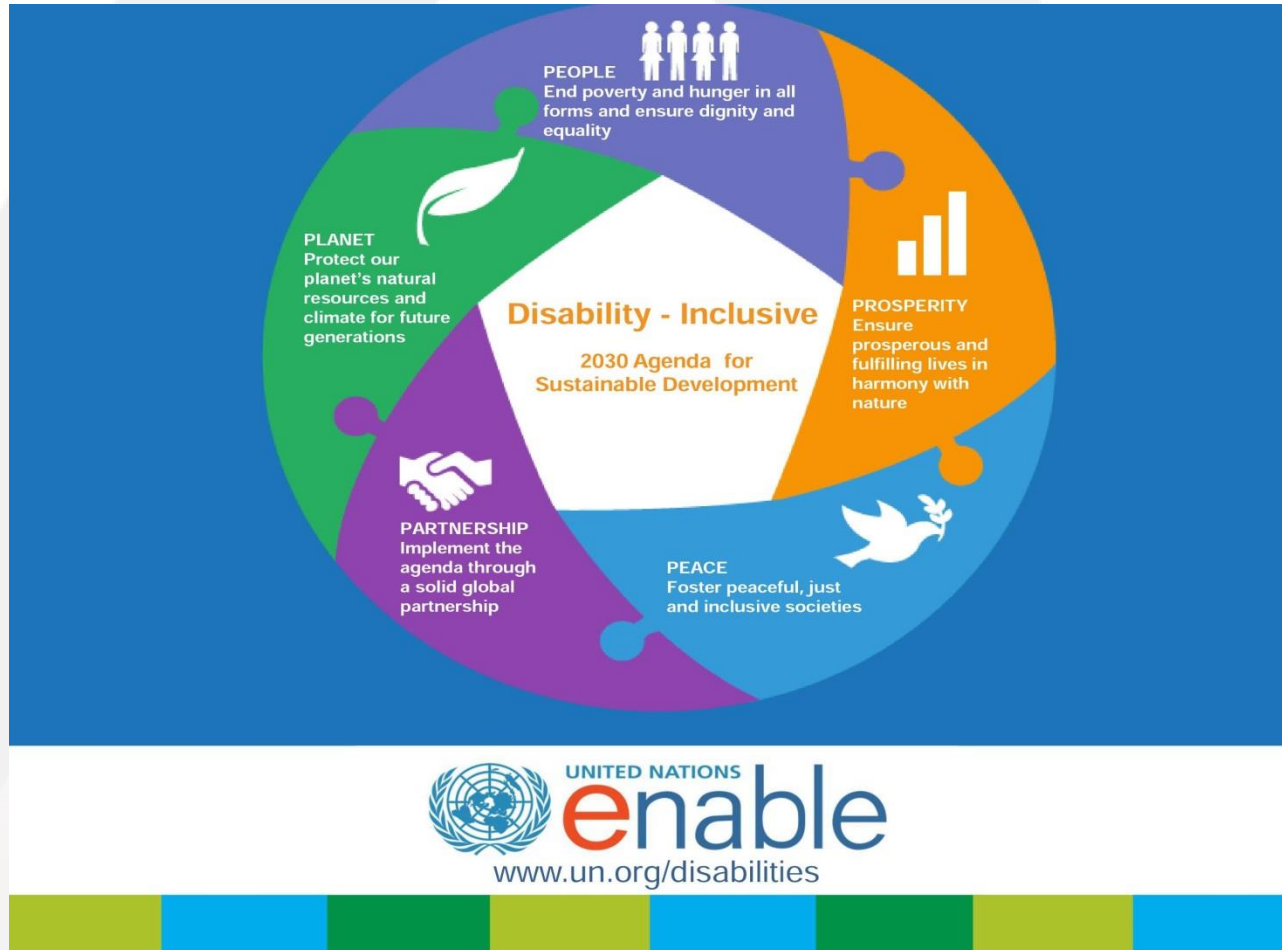 PEOPLE
End poverty and hunger in all
forms and ensure dignity and
equality
PLANET
Protect our
planet's natural
resources and
climate for future
generations
Disability - Inclusive
2030 Agenda for
Sustainable Development
PROSPERITY
Ensure
prosperous and
fulfilling lives in
harmony with
nature
PARTNERSHIP
Implement the
agenda through
a solid global
partnership
PEACE
Foster peaceful, just
and inclusive societies
UNITED NATIONS
enable
www.un.org/disabilities